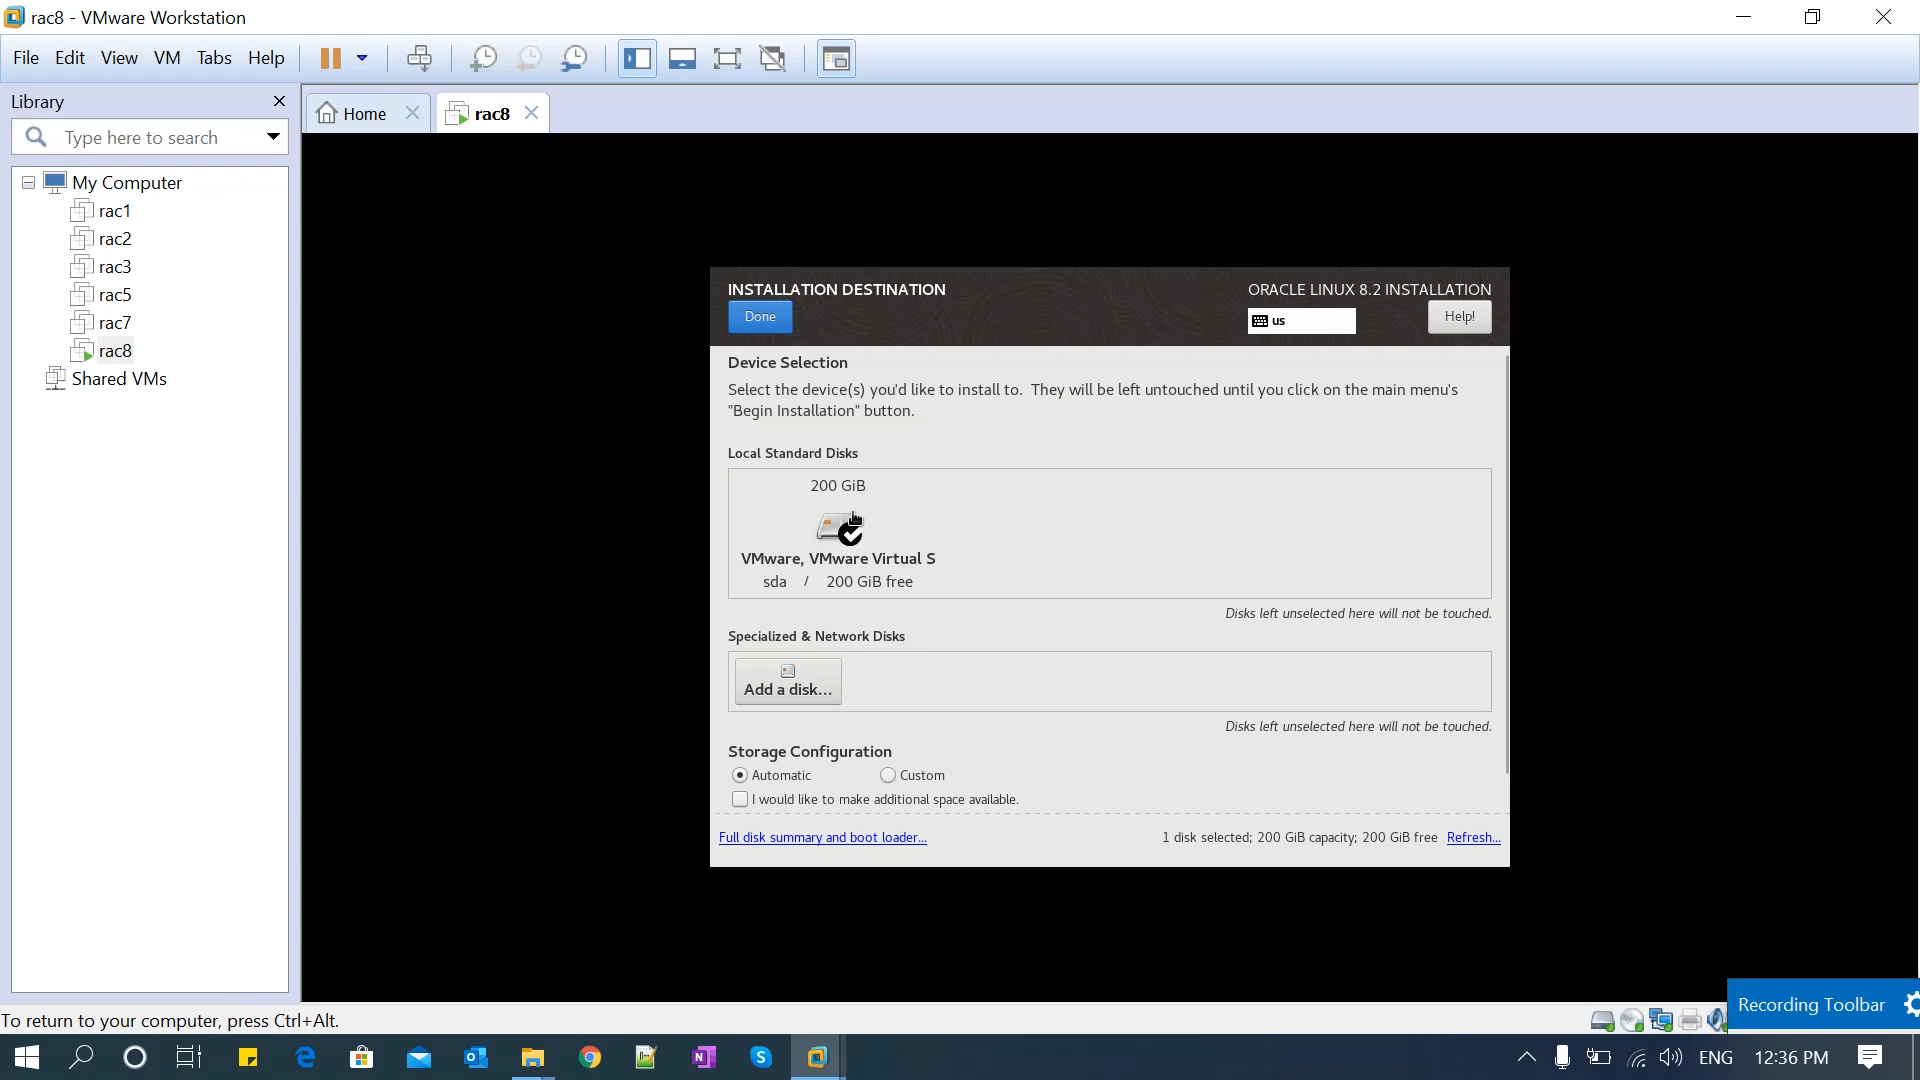 rac8 - VMware Workstation
File Edit View VM Tabs Help
Library
Type here to search
My Computer
rac1
rac2
rac3
rac5
rac7
rac8
Shared VMs
Home
rac8
INSTALLATION DESTINATION
Done
ORACLE LINUX 8.2 INSTALLATION
us
Help!
Device Selection
Select the device(s) you'd like to install to. They will be left untouched until you click on the main menu's
"Begin Installation" button.
Local Standard Disks
200 GiB
VMware, VMware Virtual S
sda / 200 GiB free
Disks left unselected here will not be touched.
Specialized & Network Disks
Add a disk...
Disks left unselected here will not be touched.
Storage Configuration
Automatic Custom
I would like to make additional space available.
Full disk summary and boot loader...
1 disk selected; 200 GiB capacity; 200 GiB free Refresh...
Recording Toolbar
To return to your computer, press Ctrl+Alt.
ENG 12:36 PM